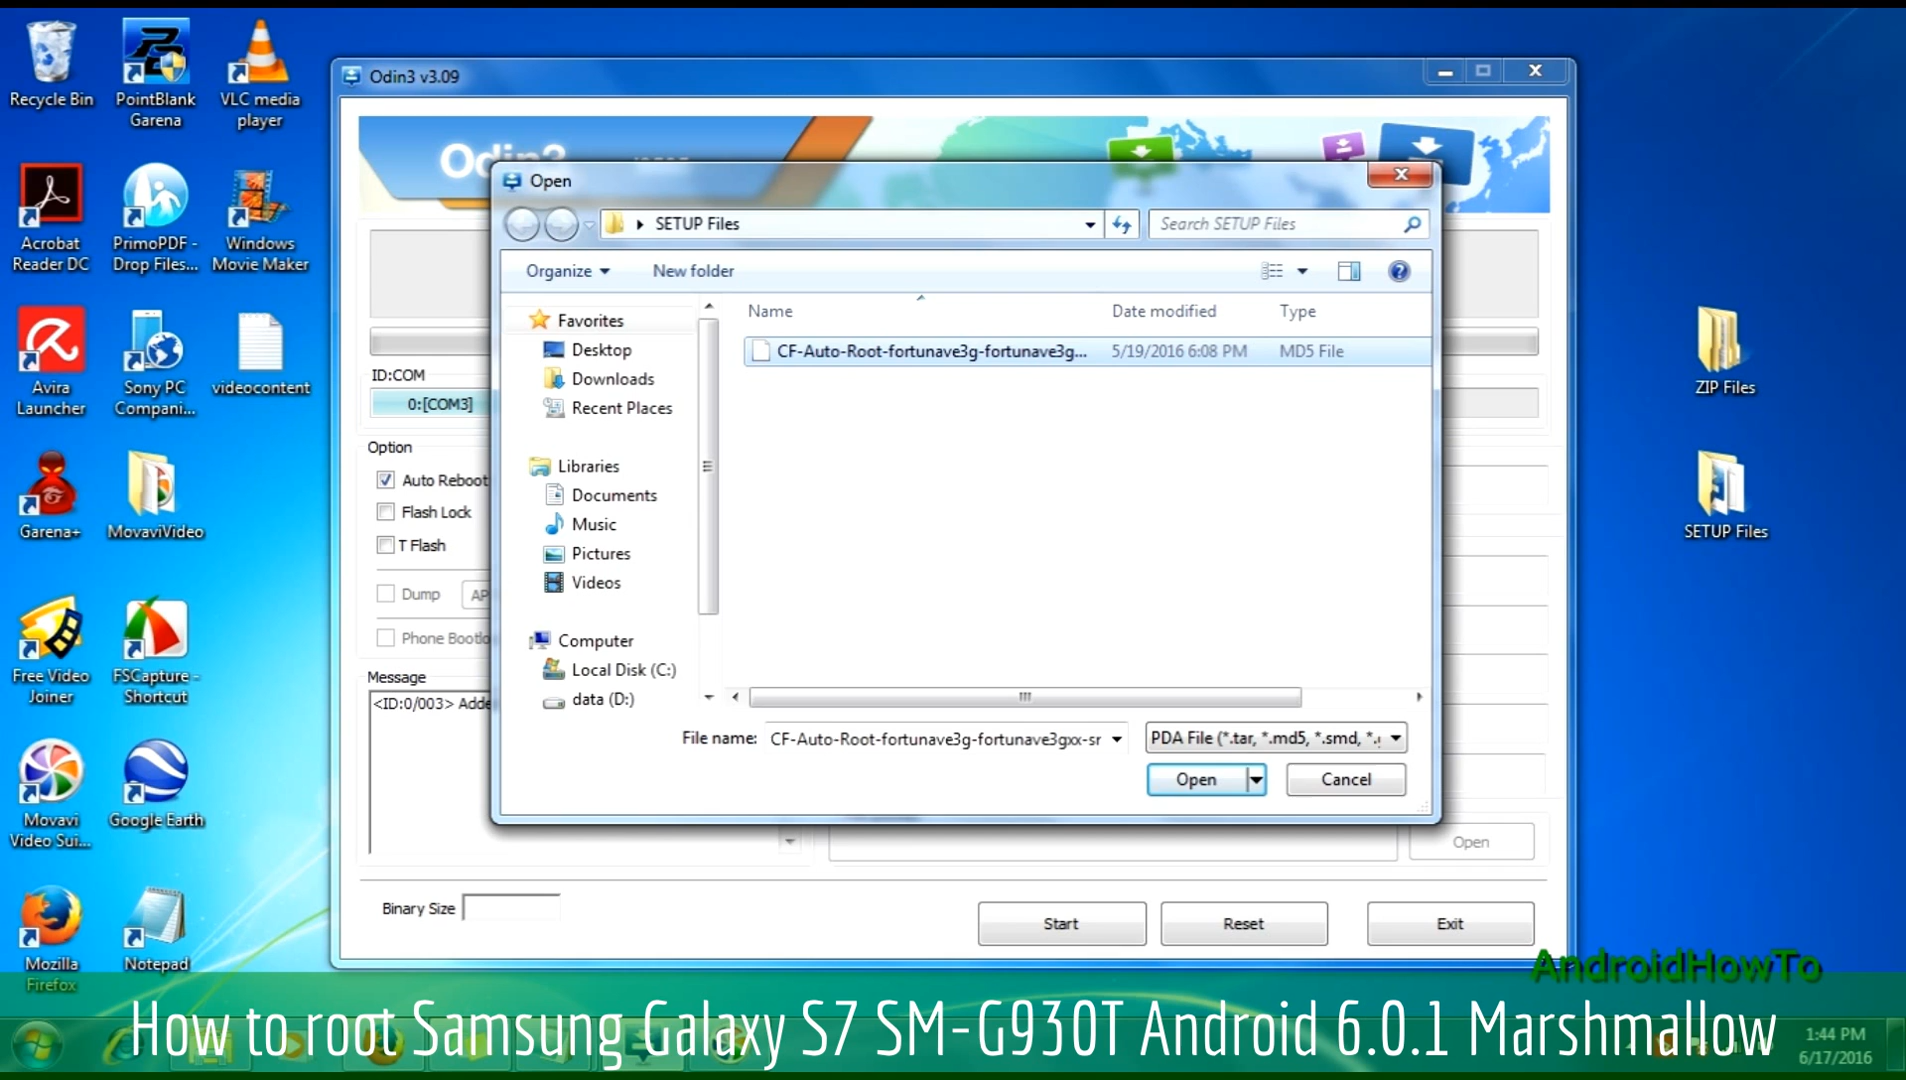 Recycle Bin
PointBlank
Garena
VLC media
player
Acrobat
Reader DC
PrimoPDF -
Drop Files...
Windows
Movie Maker
Avira
Launcher
Sony PC
Compani...
videocontent
Garena+
MovaviVideo
Free Video
Joiner
FSCapture -
Shortcut
Movavi
Video Sui...
Google Earth
Mozilla
Firefox
Notepad
ZIP Files
SETUP Files
Odin3 v3.09
Odin3
ID:COM
0:[COM3]
Option
Auto Reboot
Flash Lock
T Flash
Dump
AP
Phone Bootlo
Message
<ID:0/003> Adde
Binary Size
Open
SETUP Files
Search SETUP Files
Organize
New folder
Name
Date modified
Type
CF-Auto-Root-fortunave3g-fortunave3g...
5/19/2016 6:08 PM
MD5 File
Favorites
Desktop
Downloads
Recent Places
Libraries
Documents
Music
Pictures
Videos
Computer
Local Disk (C:)
data (D:)
File name:
CF-Auto-Root-fortunave3g-fortunave3gxx-sr
PDA File (*.tar, *.md5, *.smd, *.
Open
Cancel
Open
Start
Reset
Exit
AndroidHowTo
How to root Samsung Galaxy S7 SM-G930T Android 6.0.1 Marshmallow
1:44 PM
6/17/2016